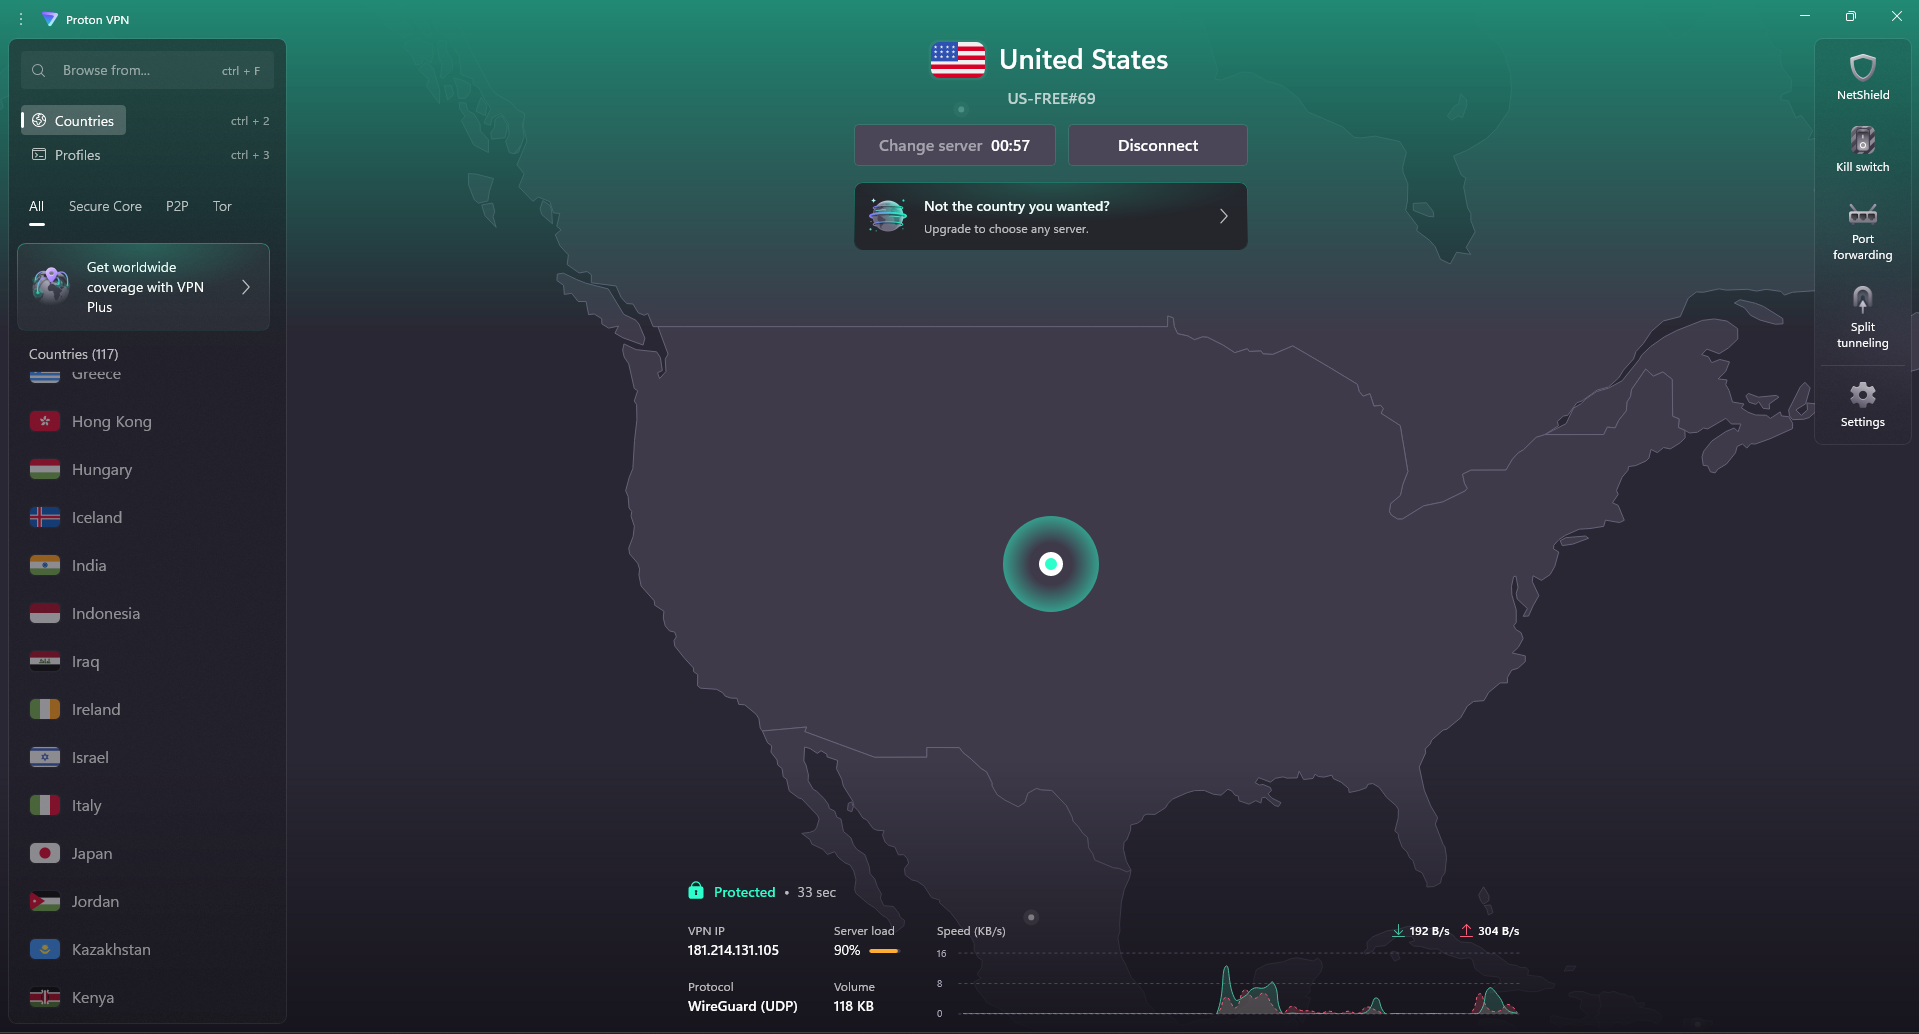 Proton VPN
Browse from...
ctrl + F
Countries
ctrl + 2
Profiles
ctrl + 3
All
Secure Core
P2P
Tor
Get worldwide
coverage with VPN
Plus
Countries (117)
Greece
Hong Kong
Hungary
Iceland
India
Indonesia
Iraq
Ireland
Israel
Italy
Japan
Jordan
Kazakhstan
Kenya
United States
US-FREE#69
Change server 00:57
Disconnect
Not the country you wanted?
Upgrade to choose any server.
Protected • 33 sec
VPN IP
181.214.131.105
Server load
90%
Protocol
WireGuard (UDP)
Volume
118 KB
Speed (KB/s)
192 B/s
304 B/s
16
8
0
NetShield
Kill switch
Port
forwarding
Split
tunneling
Settings